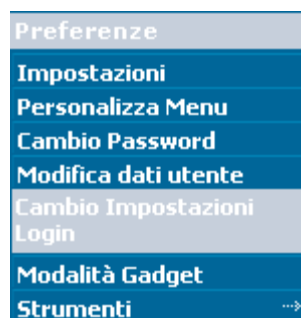 Preferenze
Impostazioni
Personalizza Menu
Cambio Password
Modifica dati utente
Cambio Impostazioni
Login
Modalità Gadget
Strumenti